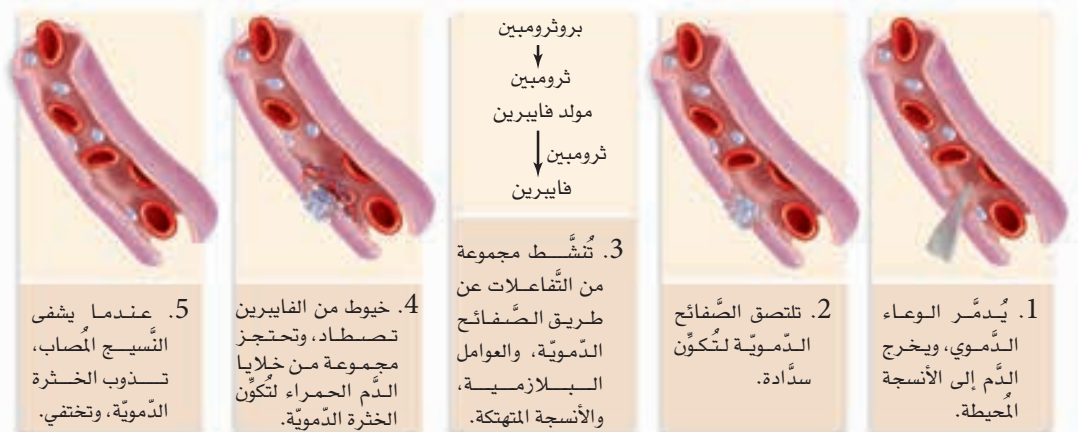 1. يُدمَّر الوعاء
الدَّموي، ويخرج
الدَّم إلى الأنسجة
المُحيطة.
2. تلتصق الصَّفائح
الدَّمويّة لتُكوِّن
سدَّادة.
بروثرومبين
ثرومبين
مولد فايبرين
ثرومبين
فايبرين
3. تُنشَّط مجموعة
من التَّفاعلات عن
طريق الصَّفائح
الدّمويّة، والعوامل
البلازمية،
والأنسجة المتهتكة.
4. خيوط من الفايبرين
تصطاد، وتحتجز
مجموعة من خلايا
الدَّم الحمراء لتُكوِّن
الخثرة الدّمويّة.
5. عندما يشفى
النَّسيج المُصاب،
تذوب الخثرة
الدّمويّة، وتختفي.